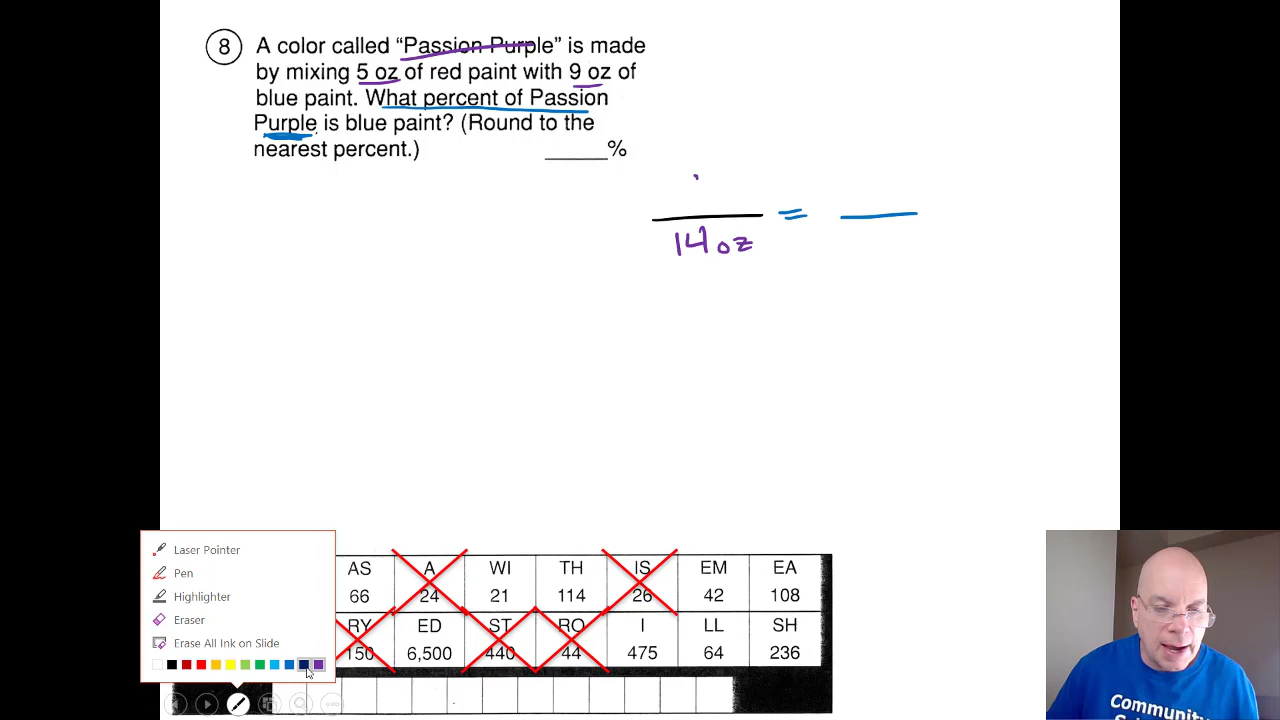 8 A color called “Passion Purple” is made
by mixing 5 oz of red paint with 9 oz of
blue paint. What percent of Passion
Purple is blue paint? (Round to the
nearest percent.) ______%
14 oz =
Laser Pointer
Pen
Highlighter
Eraser
Erase All Ink on Slide
AS A WI TH IS EM EA
66 24 21 114 26 42 108
RY ED ST RO I LL SH
150 6,500 440 44 475 64 236
Community